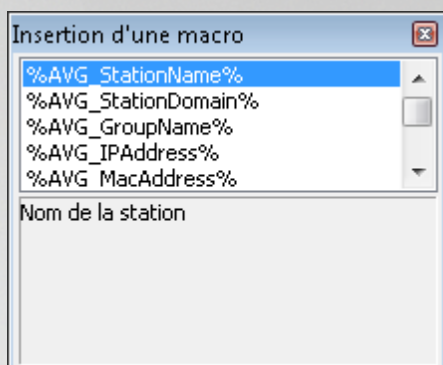 Insertion d'une macro
%AVG_StationName%
%AVG_StationDomain%
%AVG_GroupName%
%AVG_IPAddress%
%AVG_MacAddress%
Nom de la station